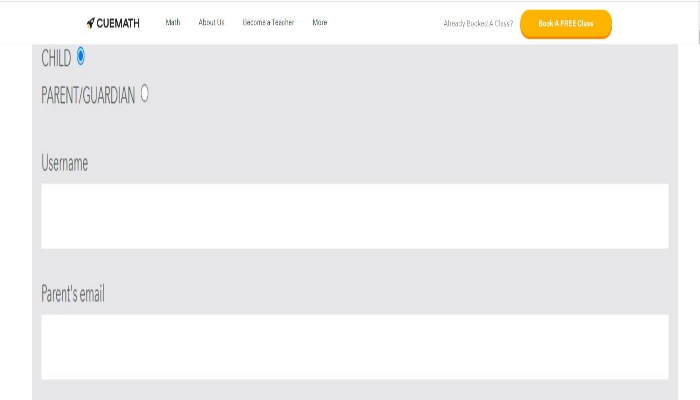 CUEMATH Math About Us Become a Teacher More Already Booked A Class? Book A FREE Class
CHILD
PARENT/GUARDIAN
Username
Parent's email